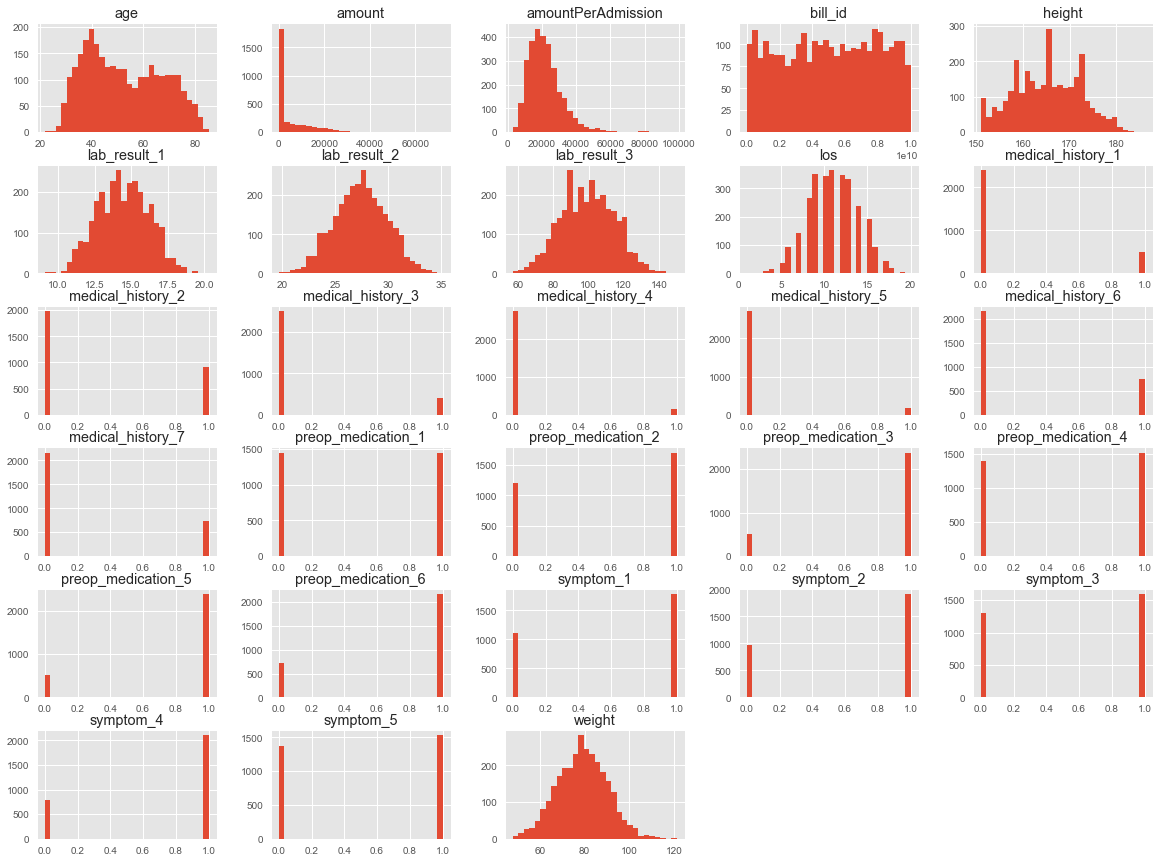 age amount amountPerAdmission bill_id height
200 150 100 50 0
1500 1000 500 0
400 300 200 100 0
100 75 50 25 0
300 200 100 0
20 40 60 80
0 20000 40000 60000
0 20000 40000 60000 80000 100000
0.0 0.2 0.4 0.6 0.8 1.0
1e10
150 160 170 180
lab_result_1 lab_result_2 lab_result_3 los medical_history_1
200 100 0
200 100 0
200 100 0
300 200 100 0
2000 1500 1000 500 0
10.0 12.5 15.0 17.5 20.0
20 25 30 35
60 80 100 120 140
0 5 10 15 20
0.0 0.2 0.4 0.6 0.8 1.0
medical_history_2 medical_history_3 medical_history_4 medical_history_5 medical_history_6
2000 1500 1000 500 0
2000 1500 1000 500 0
2000 1000 0
2000 1000 0
2000 1500 1000 500 0
0.0 0.2 0.4 0.6 0.8 1.0
0.0 0.2 0.4 0.6 0.8 1.0
0.0 0.2 0.4 0.6 0.8 1.0
0.0 0.2 0.4 0.6 0.8 1.0
0.0 0.2 0.4 0.6 0.8 1.0
medical_history_7 preop_medication_1 preop_medication_2 preop_medication_3 preop_medication_4
2000 1500 1000 500 0
1500 1000 500 0
1500 1000 500 0
2000 1500 1000 500 0
1500 1000 500 0
0.0 0.2 0.4 0.6 0.8 1.0
0.0 0.2 0.4 0.6 0.8 1.0
0.0 0.2 0.4 0.6 0.8 1.0
0.0 0.2 0.4 0.6 0.8 1.0
0.0 0.2 0.4 0.6 0.8 1.0
preop_medication_5 preop_medication_6 symptom_1 symptom_2 symptom_3
2000 1000 0
2000 1500 1000 500 0
1500 1000 500 0
2000 1500 1000 500 0
1500 1000 500 0
0.0 0.2 0.4 0.6 0.8 1.0
0.0 0.2 0.4 0.6 0.8 1.0
0.0 0.2 0.4 0.6 0.8 1.0
0.0 0.2 0.4 0.6 0.8 1.0
0.0 0.2 0.4 0.6 0.8 1.0
symptom_4 symptom_5 weight
2000 1500 1000 500 0
1500 1000 500 0
200 100 0
0.0 0.2 0.4 0.6 0.8 1.0
0.0 0.2 0.4 0.6 0.8 1.0
60 80 100 120